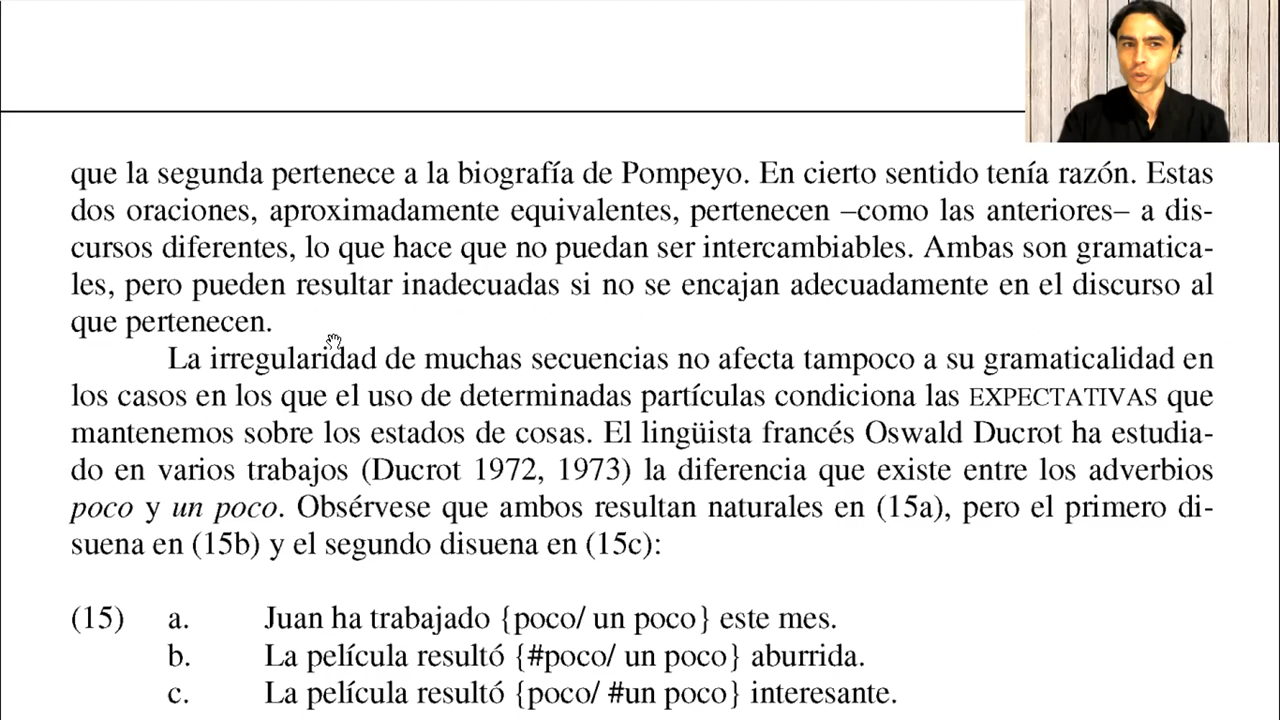 que la segunda pertenece a la biografía de Pompeyo. En cierto sentido tenía razón. Estas
dos oraciones, aproximadamente equivalentes, pertenecen –como las anteriores– a dis-
cursos diferentes, lo que hace que no puedan ser intercambiables. Ambas son gramatica-
les, pero pueden resultar inadecuadas si no se encajan adecuadamente en el discurso al
que pertenecen.
La irregularidad de muchas secuencias no afecta tampoco a su gramaticalidad en
los casos en los que el uso de determinadas partículas condiciona las EXPECTATIVAS que
mantenemos sobre los estados de cosas. El lingüista francés Oswald Ducrot ha estudia-
do en varios trabajos (Ducrot 1972, 1973) la diferencia que existe entre los adverbios
poco y un poco. Obsérvese que ambos resultan naturales en (15a), pero el primero di-
suena en (15b) y el segundo disuena en (15c):
(15) a. Juan ha trabajado {poco/ un poco} este mes.
b. La película resultó {#poco/ un poco} aburrida.
c. La película resultó {poco/ #un poco} interesante.